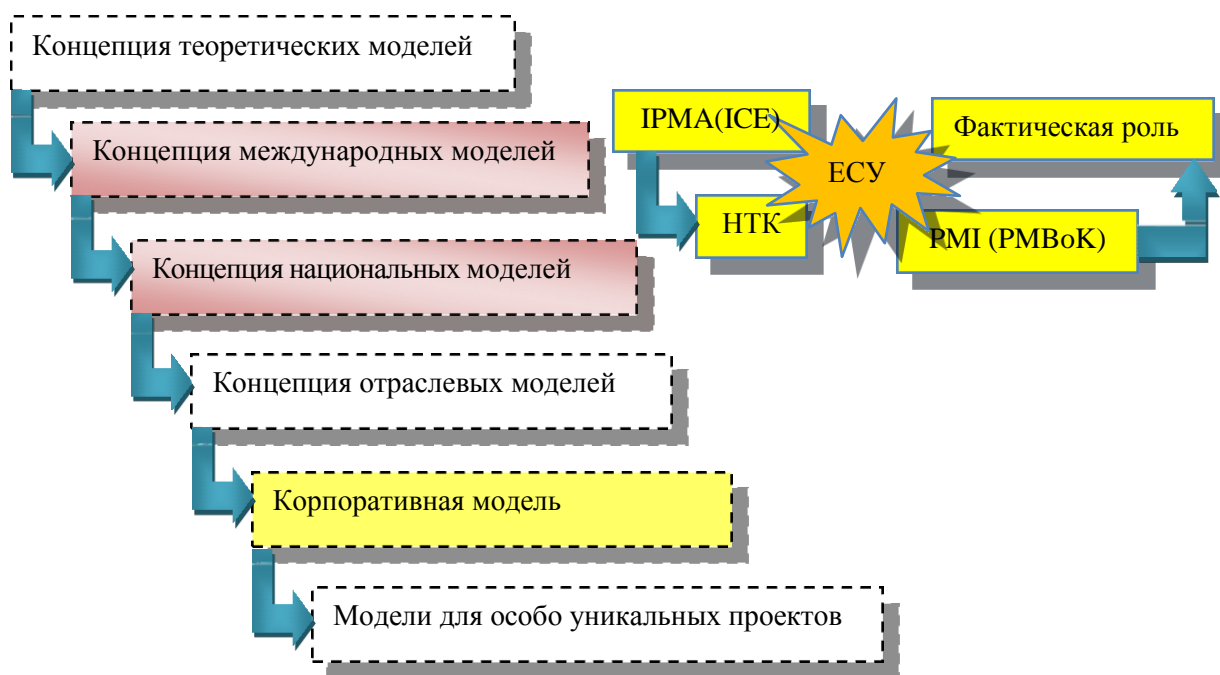 Концепция теоретических моделей
Концепция международных моделей
Концепция национальных моделей
Концепция отраслевых моделей
Корпоративная модель
Модели для особо уникальных проектов
IPMA(ICE)
НТК
ЕСУ
Фактическая роль
PMI (PMBoK)